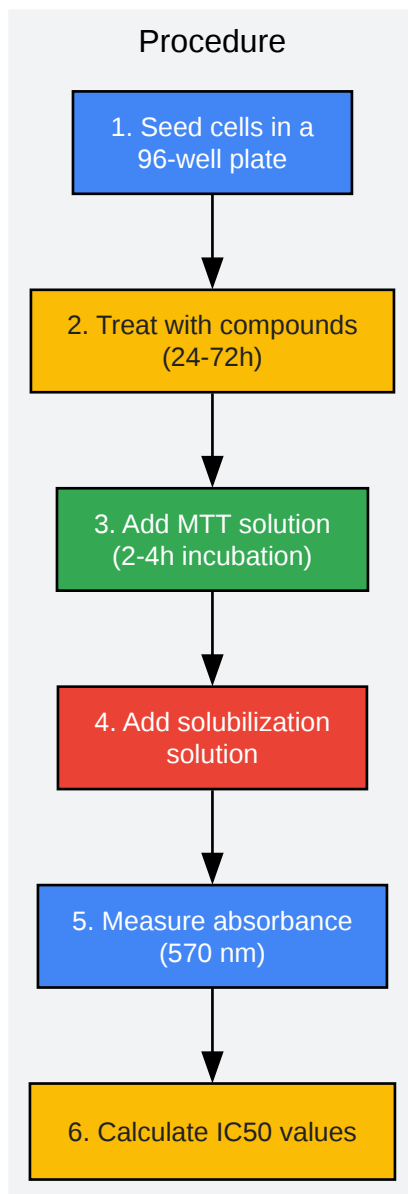 Procedure
1. Seed cells in a
96-well plate
2. Treat with compounds
(24-72h)
3. Add MTT solution
(2-4h incubation)
4. Add solubilization
solution
5. Measure absorbance
(570 nm)
6. Calculate IC50 values